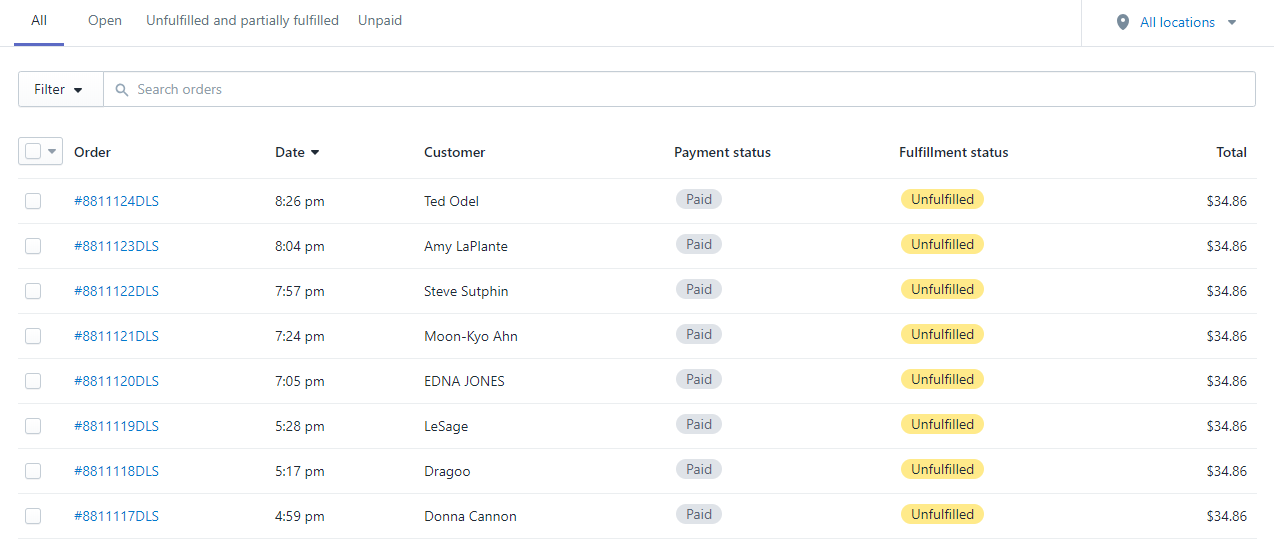 All Open Unfulfilled and partially fulfilled Unpaid All locations
Filter Search orders
Order Date Customer Payment status Fulfillment status Total
#8811124DLS 8:26 pm Ted Odel Paid Unfulfilled $34.86
#8811123DLS 8:04 pm Amy LaPlante Paid Unfulfilled $34.86
#8811122DLS 7:57 pm Steve Sutphin Paid Unfulfilled $34.86
#8811121DLS 7:24 pm Moon-Kyo Ahn Paid Unfulfilled $34.86
#8811120DLS 7:05 pm EDNA JONES Paid Unfulfilled $34.86
#8811119DLS 5:28 pm LeSage Paid Unfulfilled $34.86
#8811118DLS 5:17 pm Dragoo Paid Unfulfilled $34.86
#8811117DLS 4:59 pm Donna Cannon Paid Unfulfilled $34.86